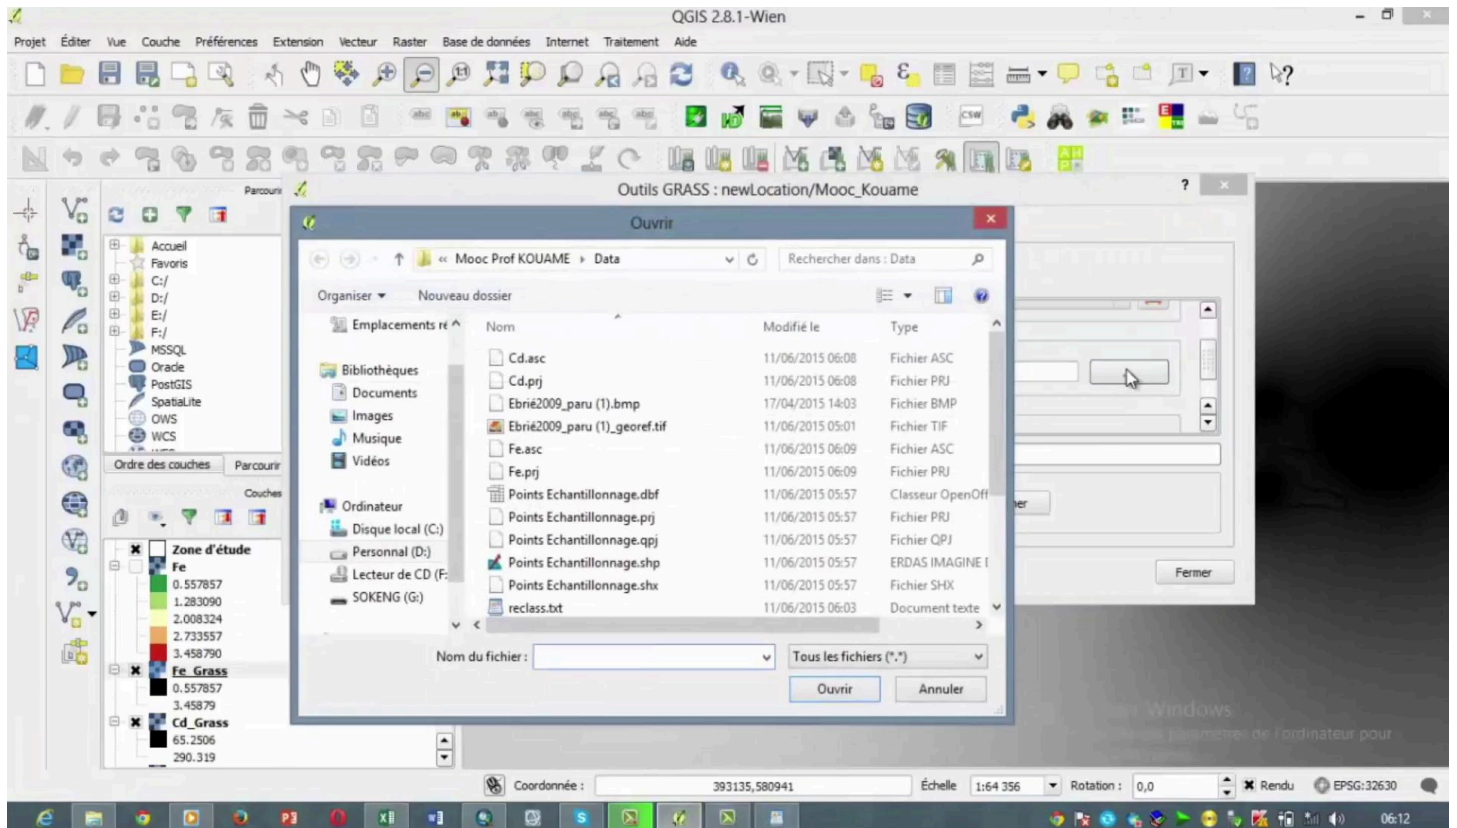 QGIS 2.8.1-Wien
Projet Éditer Vue Couche Préférences Extension Vecteur Raster Base de données Internet Traitement Aide
CSW
Parcourir
Outils GRASS : newLocation/Mooc_Kouame
?
Ouvrir
Accueil
Favoris
C:/
D:/
E:/
F:/
MSSQL
Oracle
PostGIS
SpatiaLite
OWS
WCS
Ordre des couches Parcourir
Couches
Zone d'étude
Fe
0.557857
1.283090
2.008324
2.733557
3.458790
Fe_Grass
0.557857
3.45879
Cd_Grass
65.2506
290.319
« Mooc Prof KOUAME Data
Rechercher dans : Data
Organiser Nouveau dossier
Emplacements ré
Bibliothèques
Documents
Images
Musique
Vidéos
Ordinateur
Disque local (C:)
Personnal (D:)
Lecteur de CD (F:
SOKENG (G:)
Nom Modifié le Type
Cd.asc 11/06/2015 06:08 Fichier ASC
Cd.prj 11/06/2015 06:08 Fichier PRJ
Ebrié2009_paru (1).bmp 17/04/2015 14:03 Fichier BMP
Ebrié2009_paru (1)_georef.tif 11/06/2015 05:01 Fichier TIF
Fe.asc 11/06/2015 06:09 Fichier ASC
Fe.prj 11/06/2015 06:09 Fichier PRJ
Points Echantillonnage.dbf 11/06/2015 05:57 Classeur OpenOff
Points Echantillonnage.prj 11/06/2015 05:57 Fichier PRJ
Points Echantillonnage.qpj 11/06/2015 05:57 Fichier QPJ
Points Echantillonnage.shp 11/06/2015 05:57 ERDAS IMAGINE
Points Echantillonnage.shx 11/06/2015 05:57 Fichier SHX
reclass.txt 11/06/2015 06:03 Document texte
Nom du fichier : Tous les fichiers (*.*)
Ouvrir Annuler
er
Fermer
Windows
paramètres de l'ordinateur pour
Coordonnée : 393135,580941 Échelle 1:64 356 Rotation : 0,0 Rendu EPSG:32630
06:12